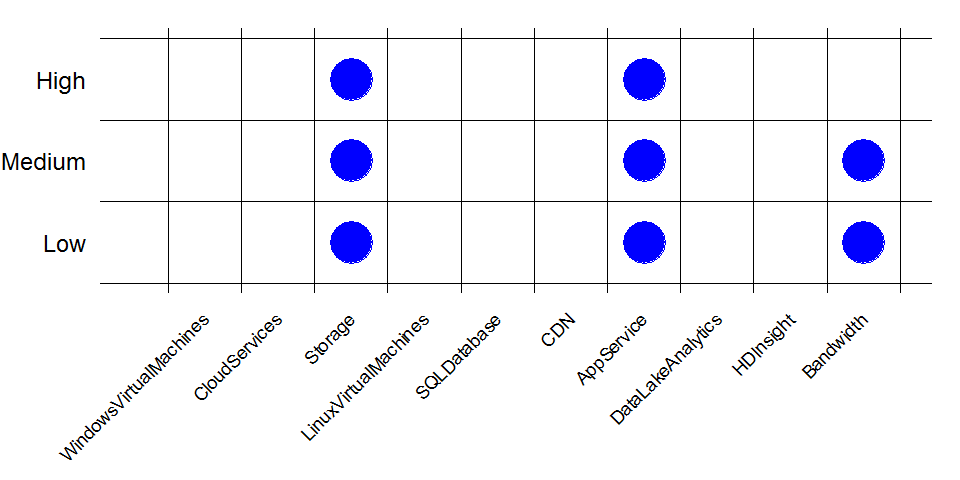 High
Medium
Low
WindowsVirtualMachines
CloudServices
Storage
LinuxVirtualMachines
SQLDatabase
CDN
AppService
DataLakeAnalytics
HDInsight
Bandwidth